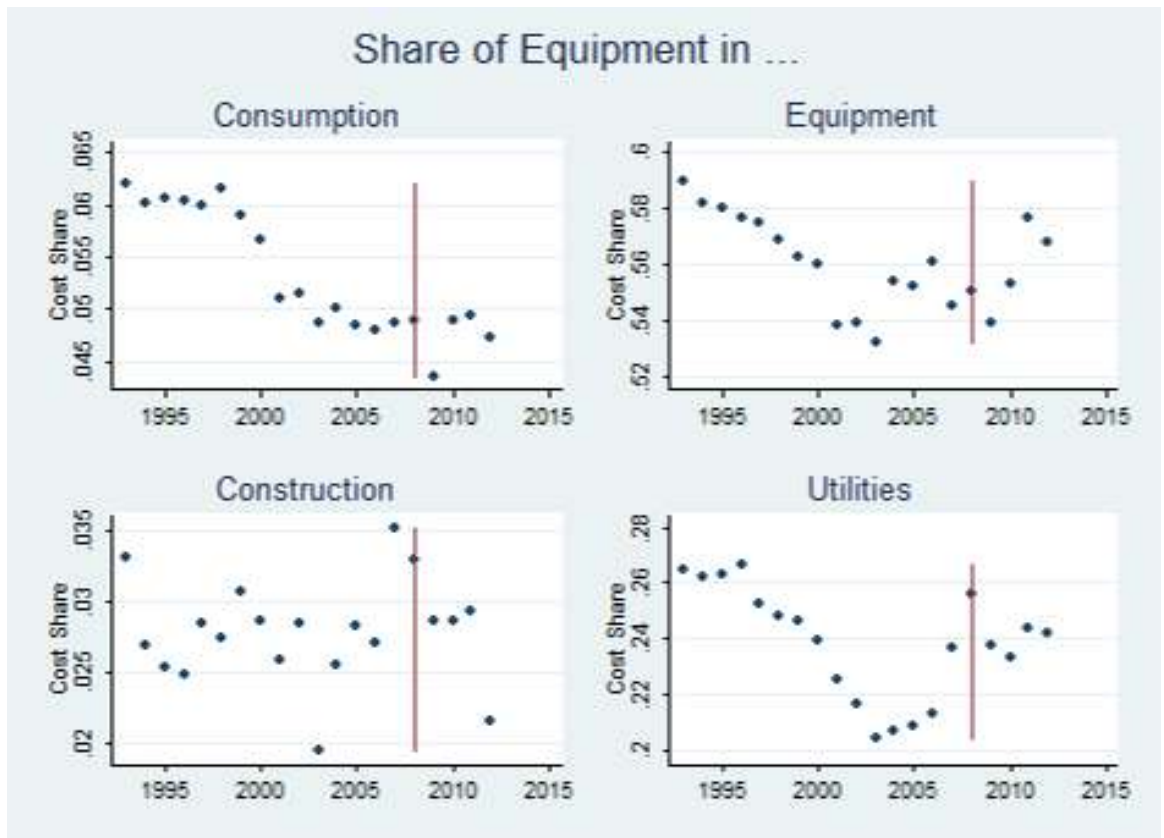 Share of Equipment in ...
Consumption
Cost Share
.045 .05 .055 .06 .065
1995 2000 2005 2010 2015
Equipment
Cost Share
.52 .54 .56 .58 .6
1995 2000 2005 2010 2015
Construction
Cost Share
.02 .025 .03 .035
1995 2000 2005 2010 2015
Utilities
Cost Share
.2 .22 .24 .26 .28
1995 2000 2005 2010 2015